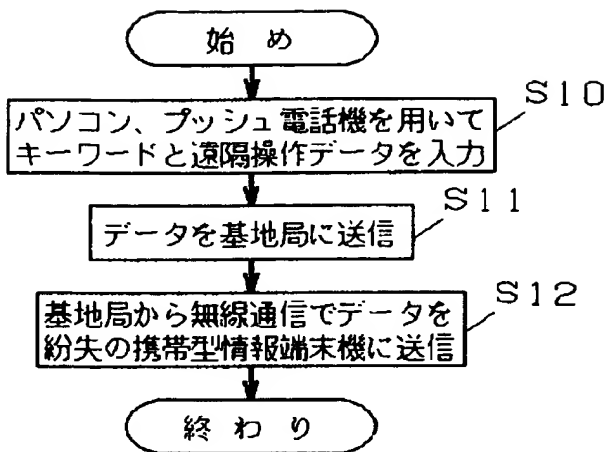 始め
S10
パソコン、プッシュ電話機を用いて
キーワードと遠隔操作データを入力
S11
データを基地局に送信
S12
基地局から無線通信でデータを
紛失の携帯型情報端末機に送信
終わり